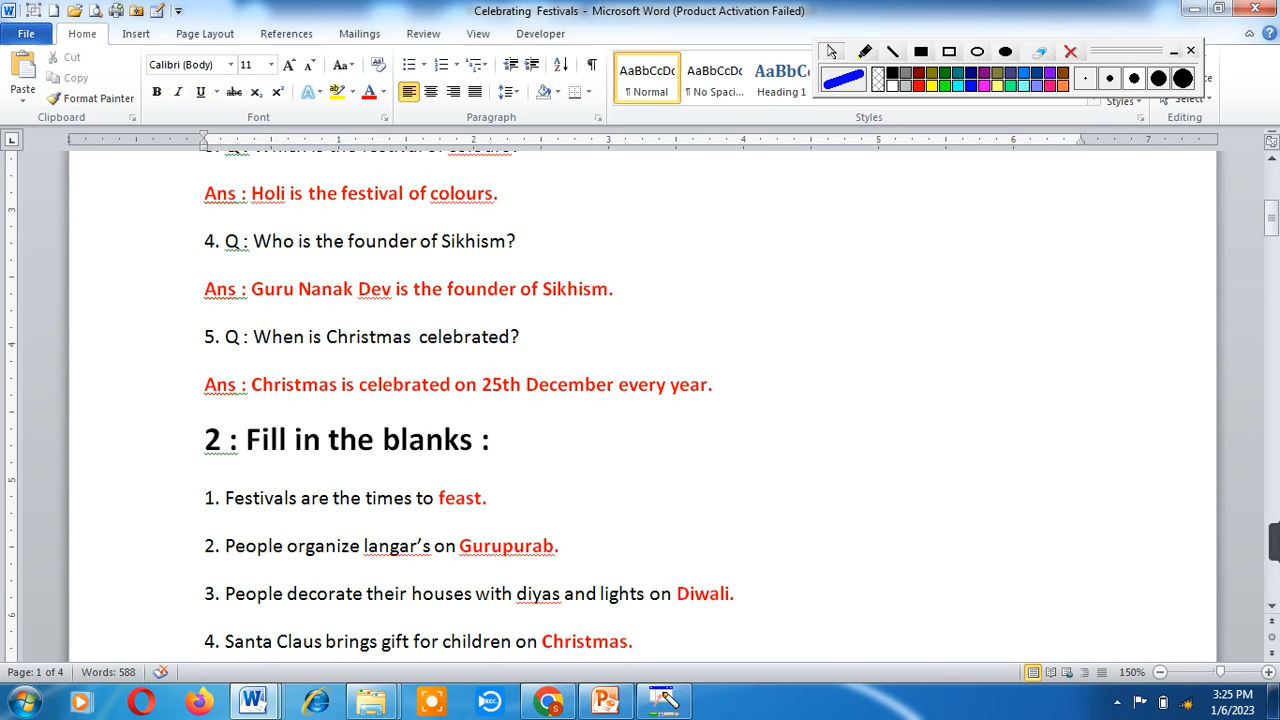 Celebrating Festivals - Microsoft Word (Product Activation Failed)
File Home Insert Page Layout References Mailings Review View Developer
Cut
Copy
Format Painter
Paste
Calibri (Body) 11
AaBbCcDc AaBbCcDc AaBbCc
¶ Normal ¶ No Spaci... Heading 1
Styles
Select
Clipboard Font Paragraph Styles Editing
Ans : Holi is the festival of colours.
4. Q : Who is the founder of Sikhism?
Ans : Guru Nanak Dev is the founder of Sikhism.
5. Q : When is Christmas celebrated?
Ans : Christmas is celebrated on 25th December every year.
2 : Fill in the blanks :
1. Festivals are the times to feast.
2. People organize langar’s on Gurupurab.
3. People decorate their houses with diyas and lights on Diwali.
4. Santa Claus brings gift for children on Christmas.
Page: 1 of 4 Words: 588 150%
3:25 PM
1/6/2023